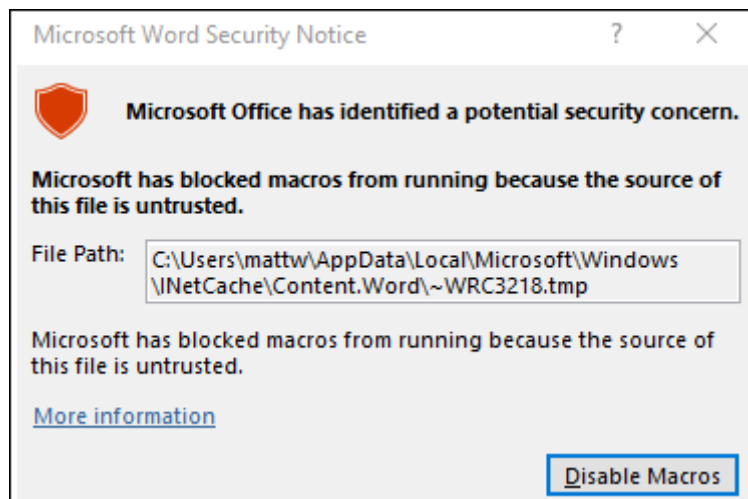 Microsoft Word Security Notice ? ×
Microsoft Office has identified a potential security concern.
Microsoft has blocked macros from running because the source of
this file is untrusted.
File Path: C:\Users\mattw\AppData\Local\Microsoft\Windows
\INetCache\Content.Word\~WRC3218.tmp
Microsoft has blocked macros from running because the source of
this file is untrusted.
More information
Disable Macros